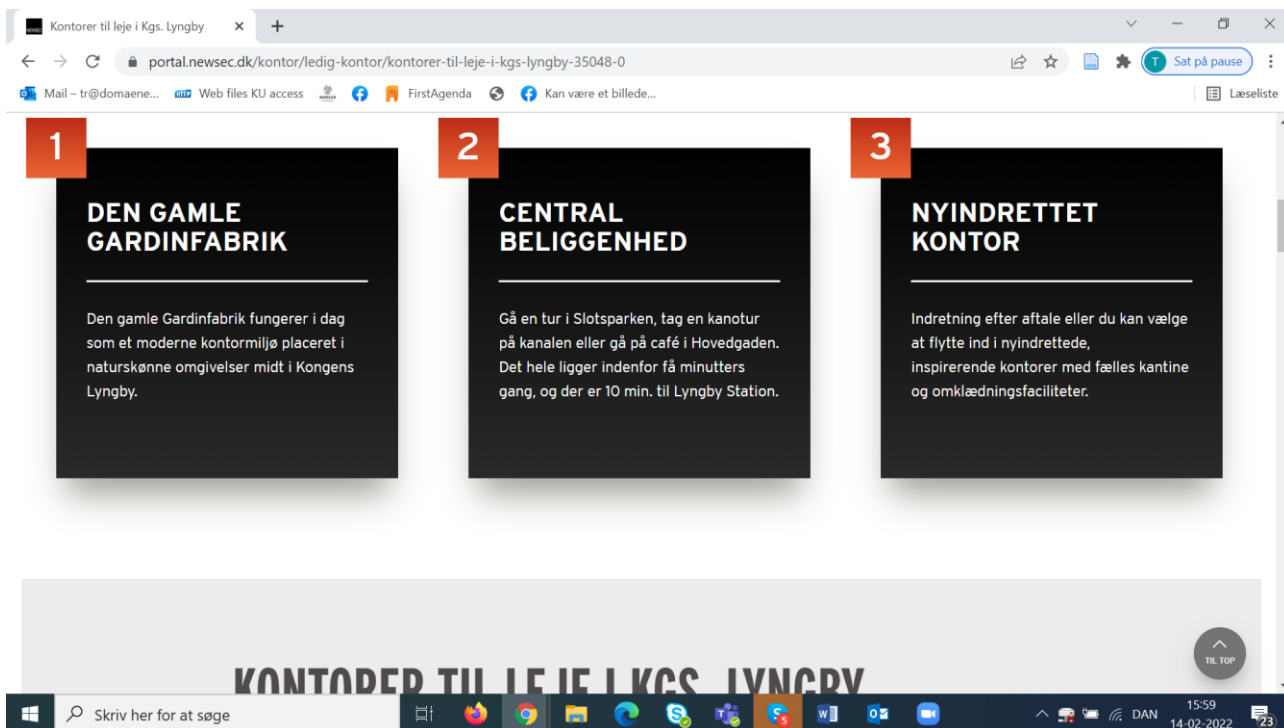 Kontorer til leje i Kgs. Lyngby
portal.newsec.dk/kontor/ledig-kontor/kontorer-til-leje-i-kgs-lyngby-35048-0
T Sat på pause
Mail – tr@domaene... Web files KU access FirstAgenda Kan være et billede... Læseliste
1
DEN GAMLE
GARDINFABRIK
Den gamle Gardinfabrik fungerer i dag
som et moderne kontormiljø placeret i
naturskønne omgivelser midt i Kongens
Lyngby.
2
CENTRAL
BELIGGENHED
Gå en tur i Slotsparken, tag en kanotur
på kanalen eller gå på café i Hovedgaden.
Det hele ligger indenfor få minutters
gang, og der er 10 min. til Lyngby Station.
3
NYINDRETTET
KONTOR
Indretning efter aftale eller du kan vælge
at flytte ind i nyindrettede,
inspirerende kontorer med fælles kantine
og omklædningsfaciliteter.
TIL TOP
KONTORER TIL LEJE I KGS. LYNGBY
Skriv her for at søge
DAN
15:59
14-02-2022